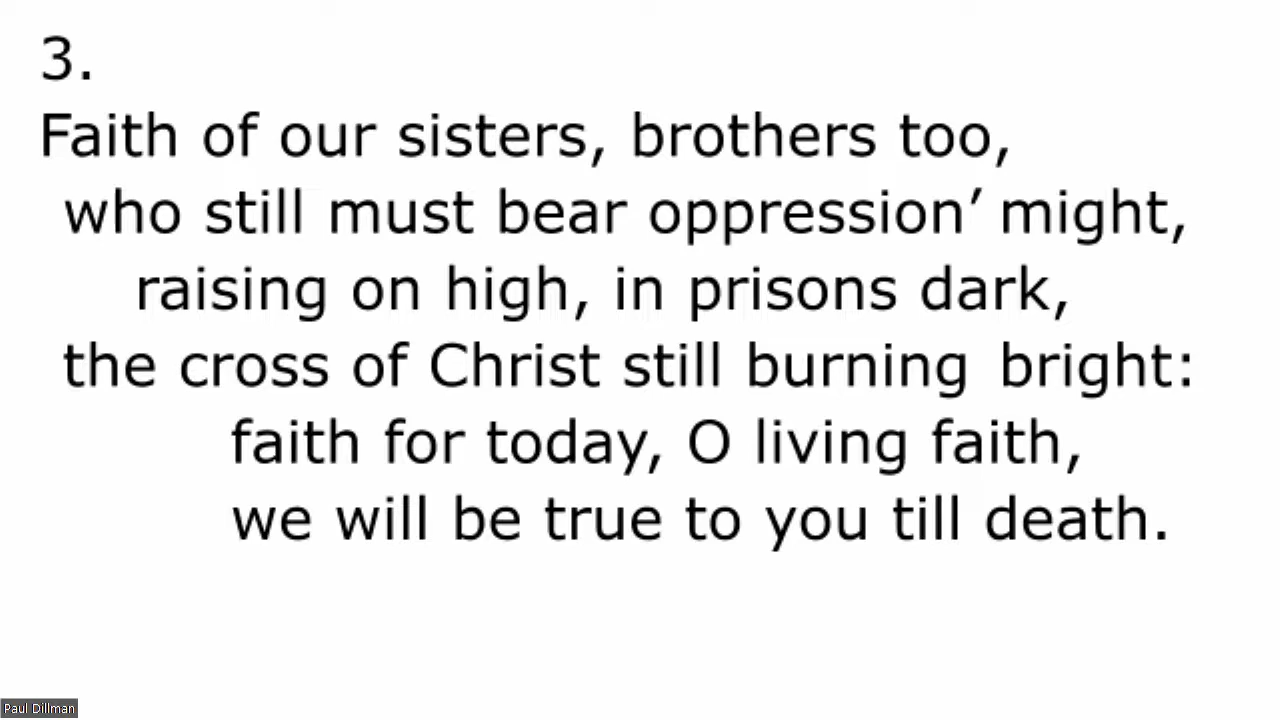 3.
Faith of our sisters, brothers too,
who still must bear oppression’ might,
raising on high, in prisons dark,
the cross of Christ still burning bright:
faith for today, O living faith,
we will be true to you till death.
Paul Dillman